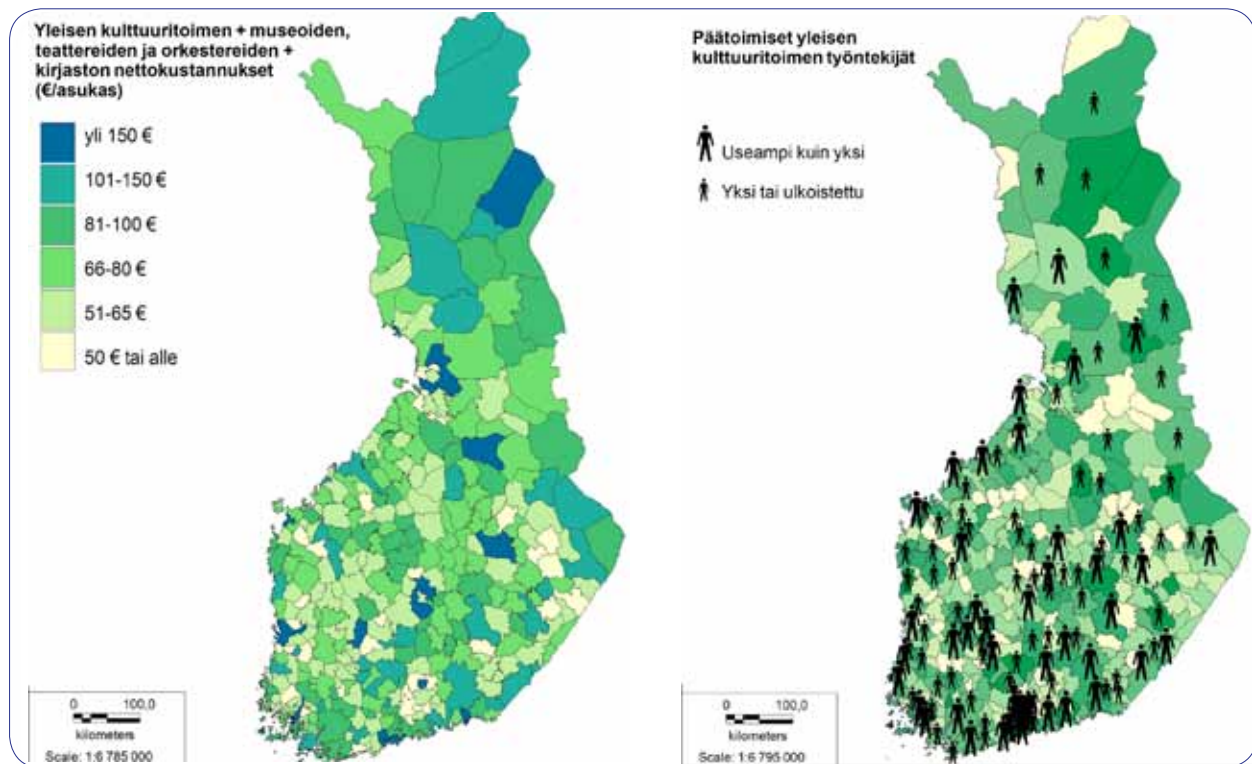 Yleisen kulttuuritoimen + museoiden,
teattereiden ja orkestereiden +
kirjaston nettokustannukset
(€/asukas)
yli 150 €
101-150 €
81-100 €
66-80 €
51-65 €
50 € tai alle
0 100,0
kilometers
Scale: 1:6 785 000
Päätoimiset yleisen
kulttuuritoimen työntekijät
Useampi kuin yksi
Yksi tai ulkoistettu
0 100,0
kilometers
Scale: 1:6 795 000